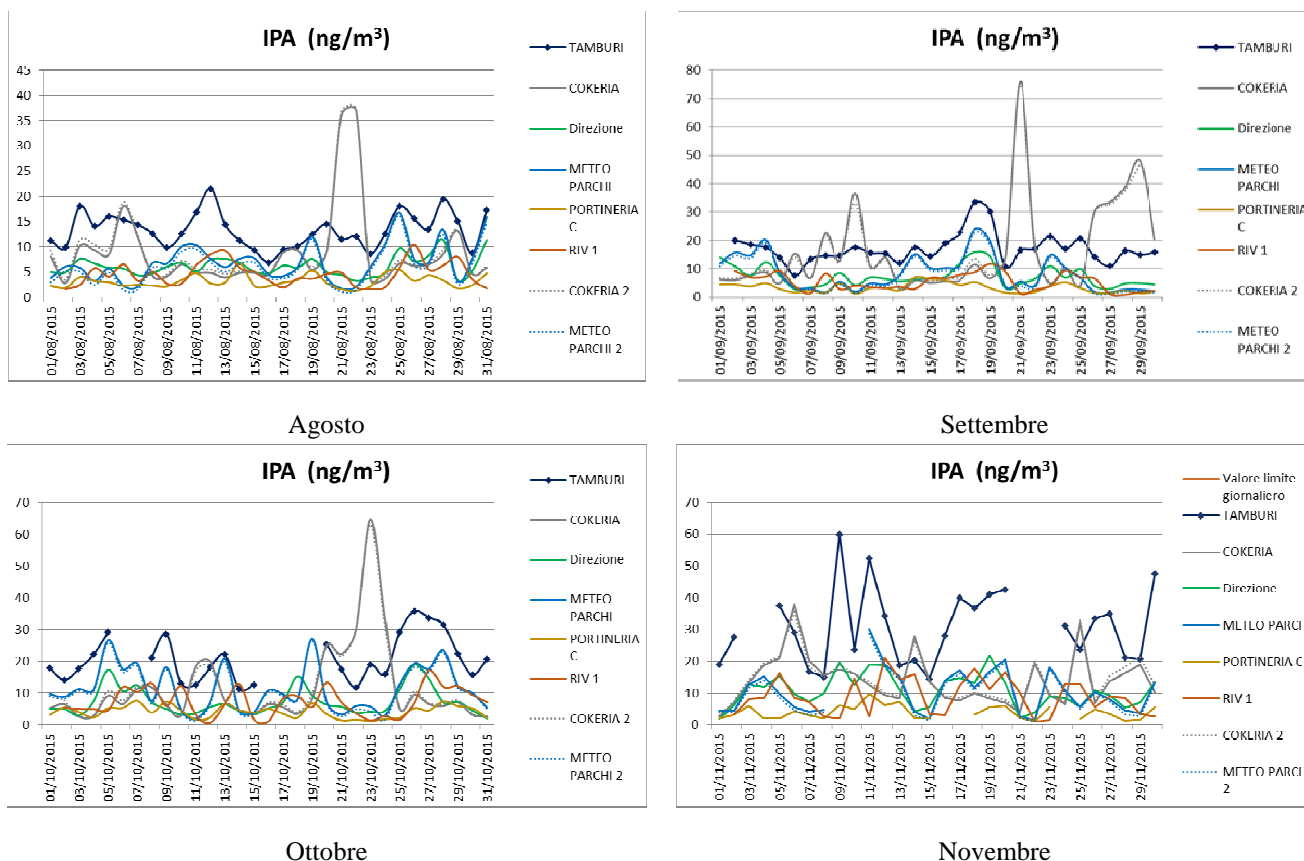 IPA (ng/m³)
45
40
35
30
25
20
15
10
5
0
01/08/2015
03/08/2015
05/08/2015
07/08/2015
09/08/2015
11/08/2015
13/08/2015
15/08/2015
17/08/2015
19/08/2015
21/08/2015
23/08/2015
25/08/2015
27/08/2015
29/08/2015
31/08/2015
TAMBURI
COKERIA
Direzione
METEO
PARCHI
PORTINERIA
C
RIV 1
COKERIA 2
METEO
PARCHI 2
Agosto
IPA (ng/m³)
80
70
60
50
40
30
20
10
0
01/09/2015
03/09/2015
05/09/2015
07/09/2015
09/09/2015
11/09/2015
13/09/2015
15/09/2015
17/09/2015
19/09/2015
21/09/2015
23/09/2015
25/09/2015
27/09/2015
29/09/2015
TAMBURI
COKERIA
Direzione
METEO
PARCHI
PORTINERIA
C
RIV 1
COKERIA 2
METEO
PARCHI 2
Settembre
IPA (ng/m³)
70
60
50
40
30
20
10
0
01/10/2015
03/10/2015
05/10/2015
07/10/2015
09/10/2015
11/10/2015
13/10/2015
15/10/2015
17/10/2015
19/10/2015
21/10/2015
23/10/2015
25/10/2015
27/10/2015
29/10/2015
31/10/2015
TAMBURI
COKERIA
Direzione
METEO
PARCHI
PORTINERIA
C
RIV 1
COKERIA 2
METEO
PARCHI 2
Ottobre
IPA (ng/m³)
70
60
50
40
30
20
10
0
01/11/2015
03/11/2015
05/11/2015
07/11/2015
09/11/2015
11/11/2015
13/11/2015
15/11/2015
17/11/2015
19/11/2015
21/11/2015
23/11/2015
25/11/2015
27/11/2015
29/11/2015
Valore limite
giornaliero
TAMBURI
COKERIA
Direzione
METEO PARCI
PORTINERIA C
RIV 1
COKERIA 2
METEO PARCI
2
Novembre